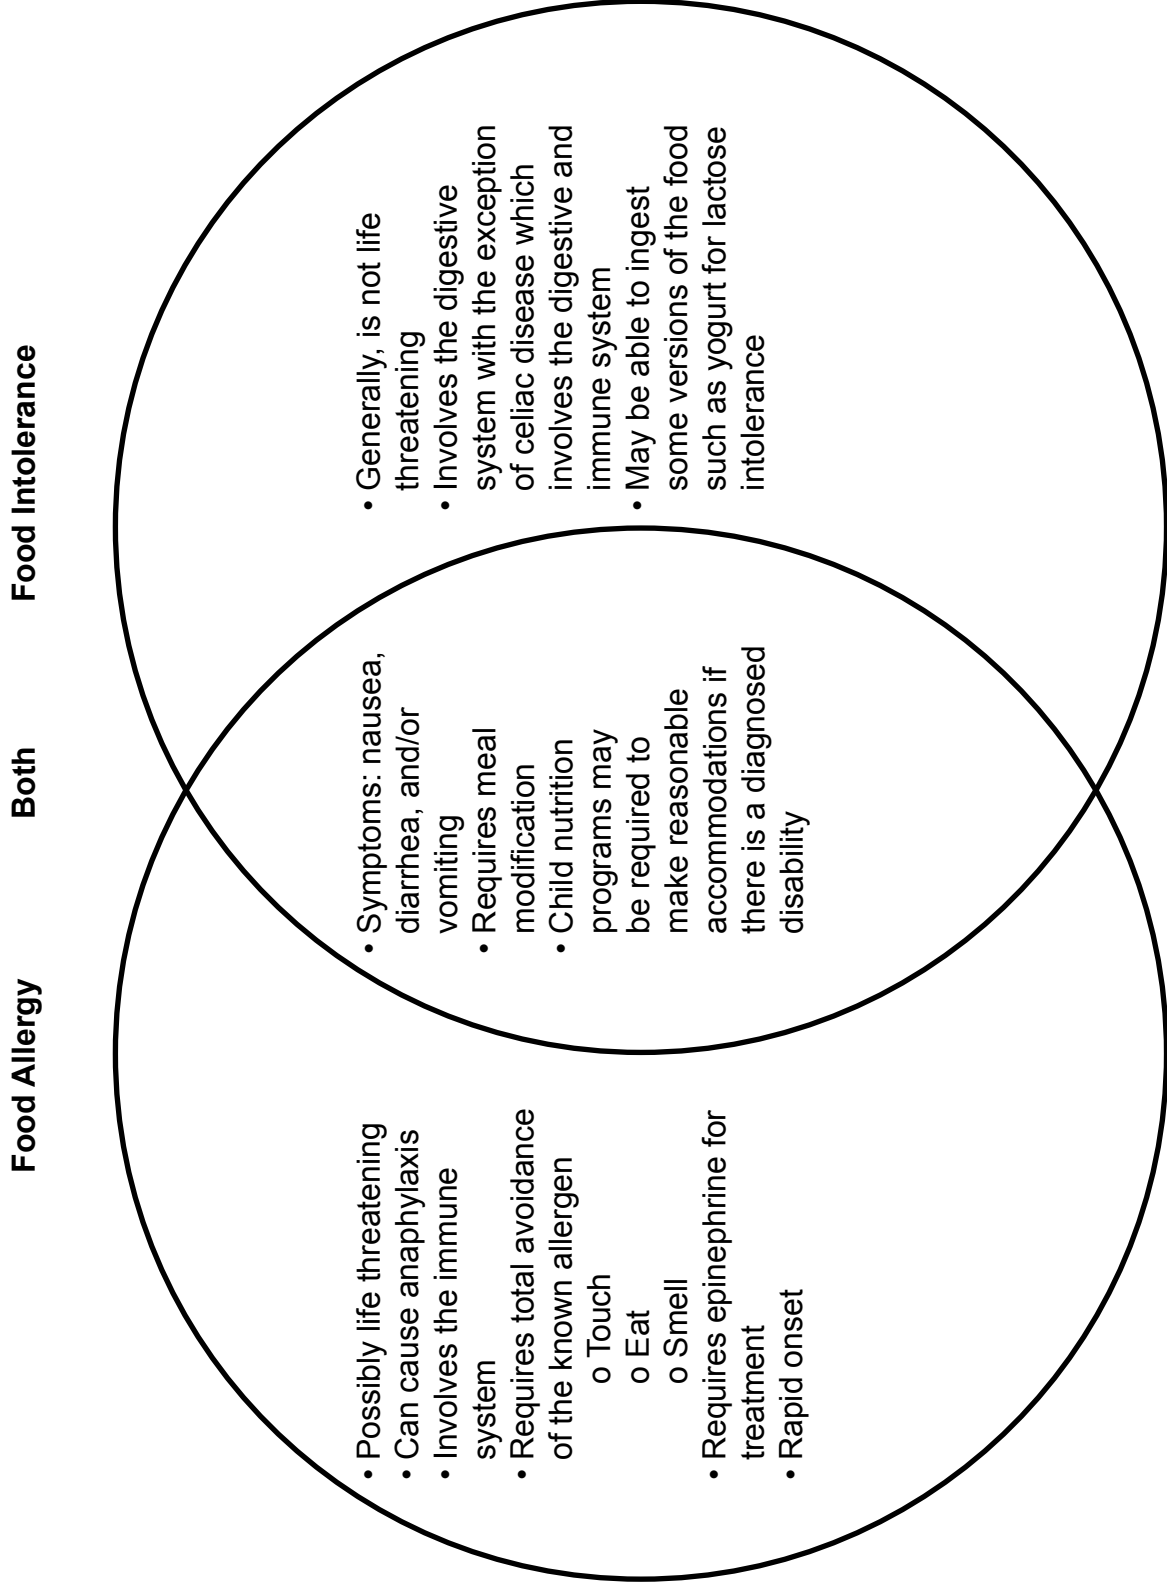 Food Allergy
Both
Food Intolerance
• Possibly life threatening
• Can cause anaphylaxis
• Involves the immune
system
• Requires total avoidance
of the known allergen
o Touch
o Eat
o Smell
• Requires epinephrine for
treatment
• Rapid onset
• Symptoms: nausea,
diarrhea, and/or
vomiting
• Requires meal
modification
• Child nutrition
programs may
be required to
make reasonable
accommodations if
there is a diagnosed
disability
• Generally, is not life
threatening
• Involves the digestive
system with the exception
of celiac disease which
involves the digestive and
immune system
• May be able to ingest
some versions of the food
such as yogurt for lactose
intolerance